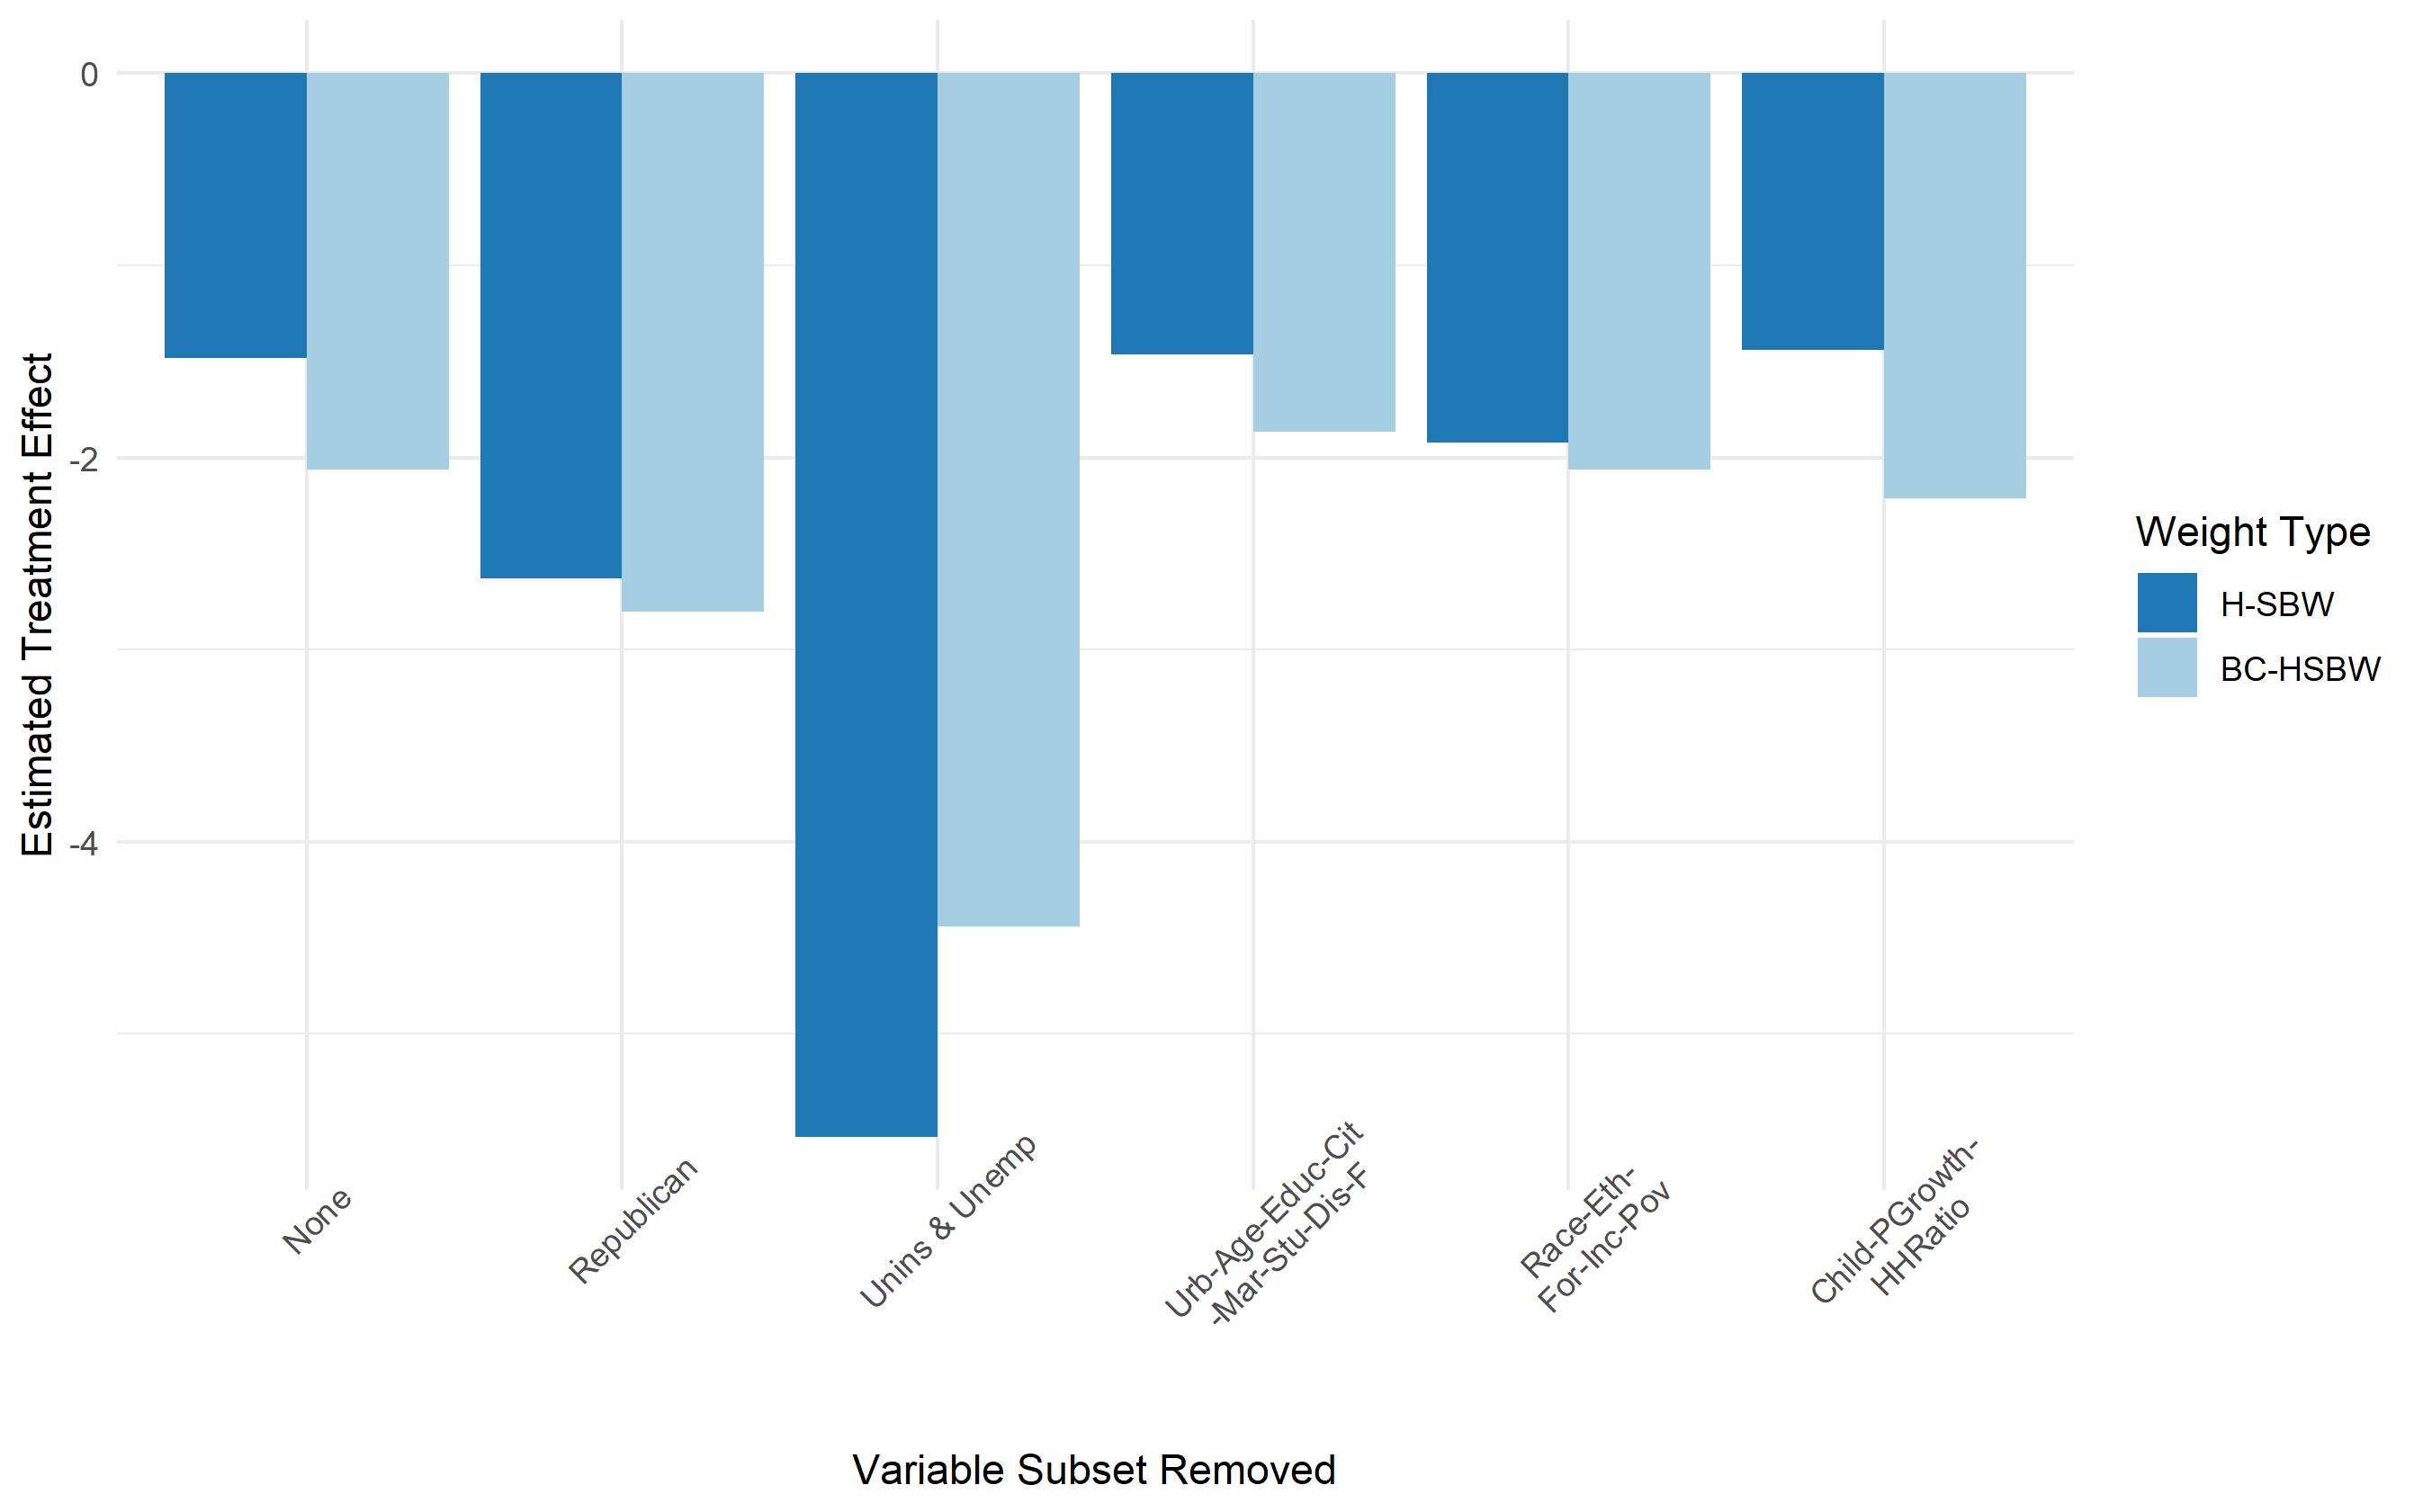 0
-2
-4
Estimated Treatment Effect
None
Republican
Unins & Unemp
Urb-Age-Educ-Cit
-Mar-Stu-Dis-F
Race-Eth-
For-Inc-Pov
Child-PGrowth-
HHRatio
Variable Subset Removed
Weight Type
H-SBW
BC-HSBW